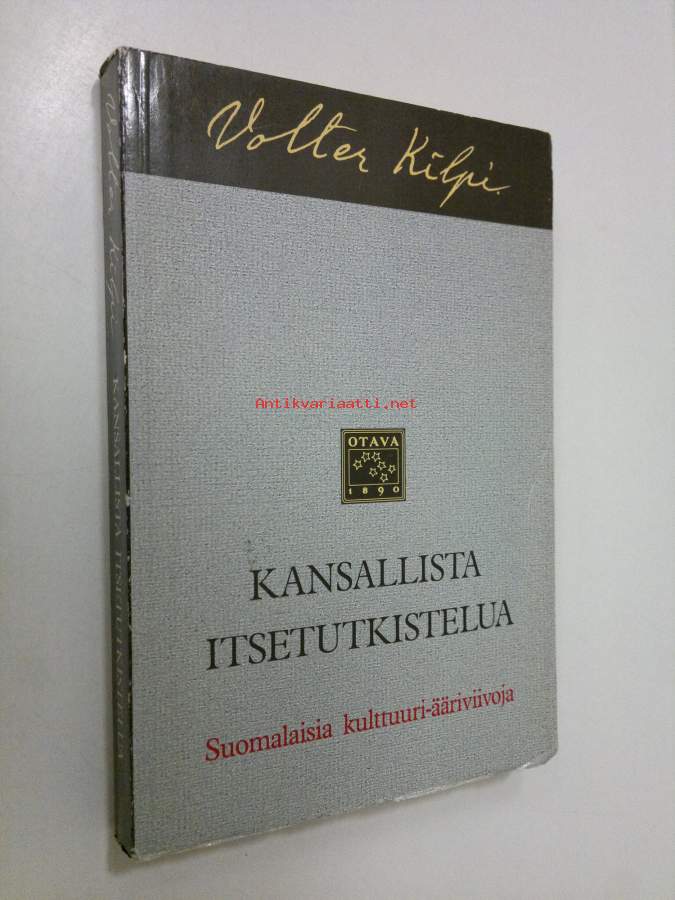 Volter Kilpi.
Antikvariaatti.net
OTAVA
1890
KANSALLISTA
ITSETUTKISTELUA
Suomalaisia kulttuuri-ääriviivoja
Volter Kilpi KANSALLISTA ITSETUTKISTELUA